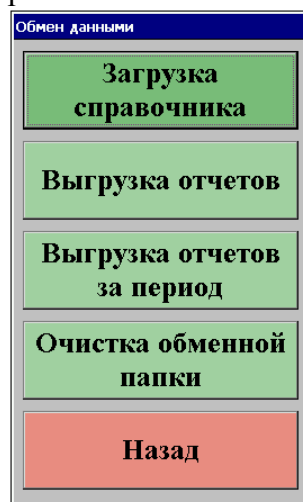 Обмен данными
Загрузка
справочника
Выгрузка отчетов
Выгрузка отчетов
за период
Очистка обменной
папки
Назад